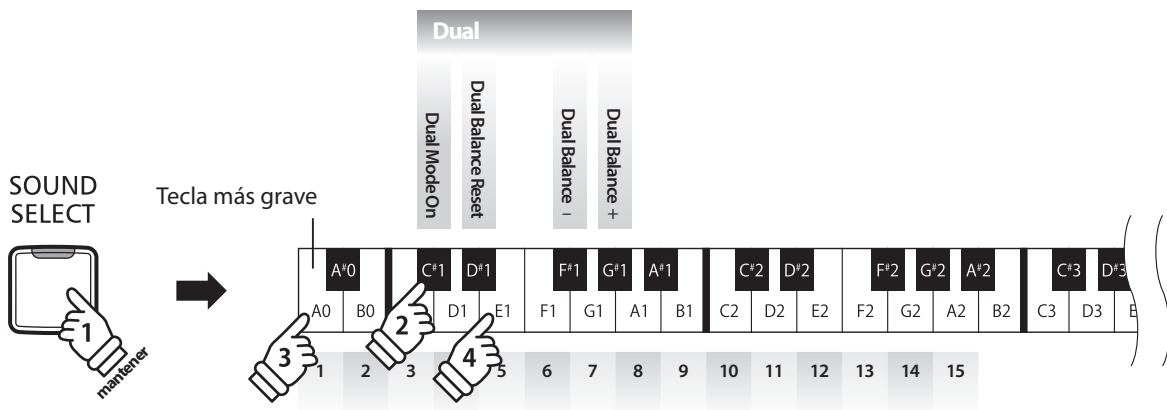 Dual
Dual Mode On
Dual Balance Reset
Dual Balance −
Dual Balance +
SOUND
SELECT
Tecla más grave
A#0 C#1 D#1 F#1 G#1 A#1 C#2 D#2 F#2 G#2 A#2 C#3 D#3
A0 B0 D1 E1 F1 G1 A1 B1 C2 D2 E2 F2 G2 A2 B2 C3 D3
1
mantener
3
2
4
1 2 3 5 6 7 8 9 10 11 12 13 14 15